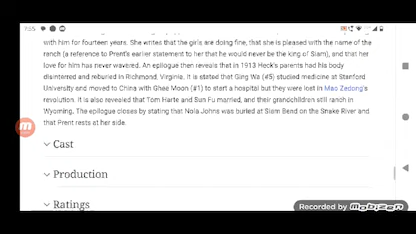 5:55
with him for fourteen years. She writes that the girls are doing fine, that she is pleased with the name of the
ranch (a reference to Prent's earlier statement to her that he would never be the king of Siam), and that her
love for him has never wavered. An epilogue then reveals that in 1913 Heck's parents had his body
disinterred and reburied in Richmond, Virginia. It is stated that Ging Wa (#5) studied medicine at Stanford
University and moved to China with Ghee Moon (#1) to start a hospital but they were lost in Mao Zedong's
revolution. It is also revealed that Tom Harte and Sun Fu married, and their grandchildren still ranch in
Wyoming. The epilogue closes by stating that Nola Johns was buried at Siam Bend on the Snake River and
that Prent rests at her side.
Cast
Production
Ratings
Recorded by
Mobizen